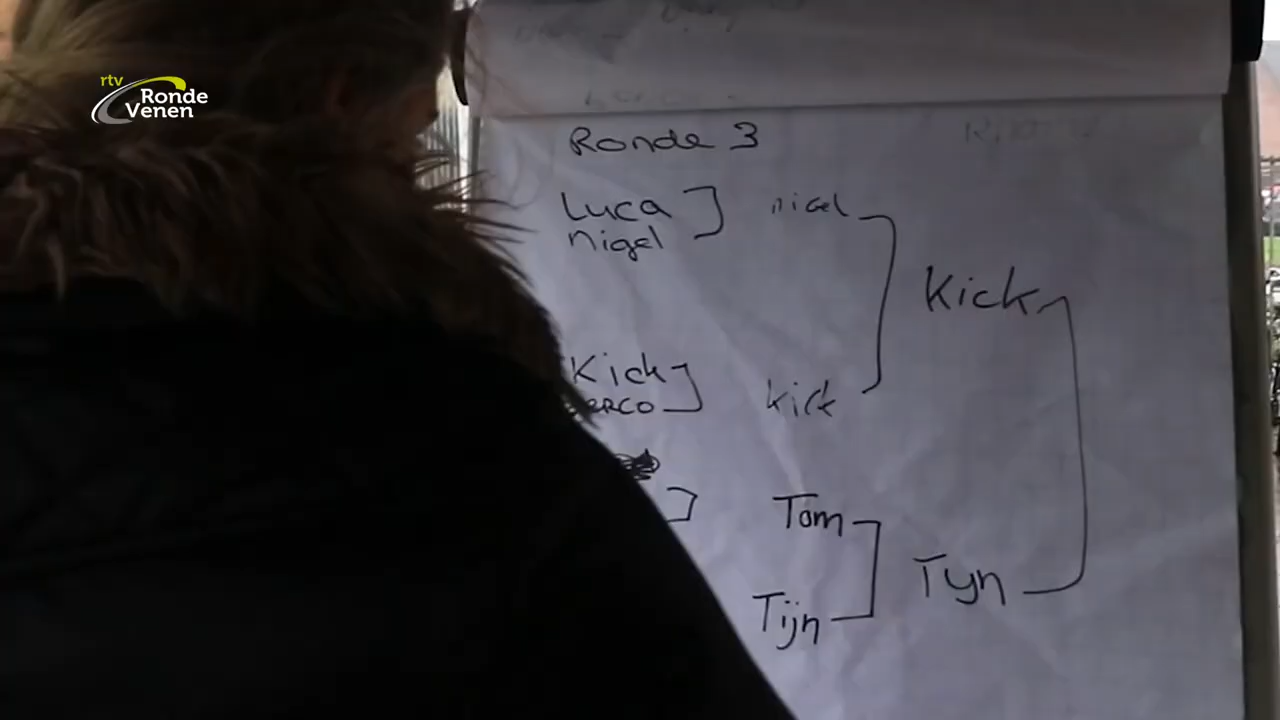 rtv
Ronde
Venen
Ronde 3
Luca
nigel
nigel
Kick
Kick
kick
Tom
Tyn
Tijn